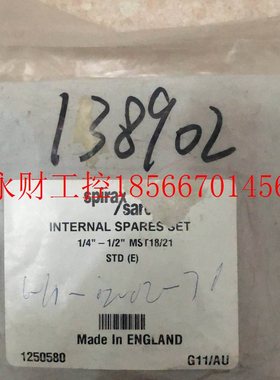 138902
spirax
/sarco
永财工控18566701456
INTERNAL SPARES SET
1/4" – 1/2" MST18/21
STD (E)
Made In ENGLAND
1250580
G11/AU